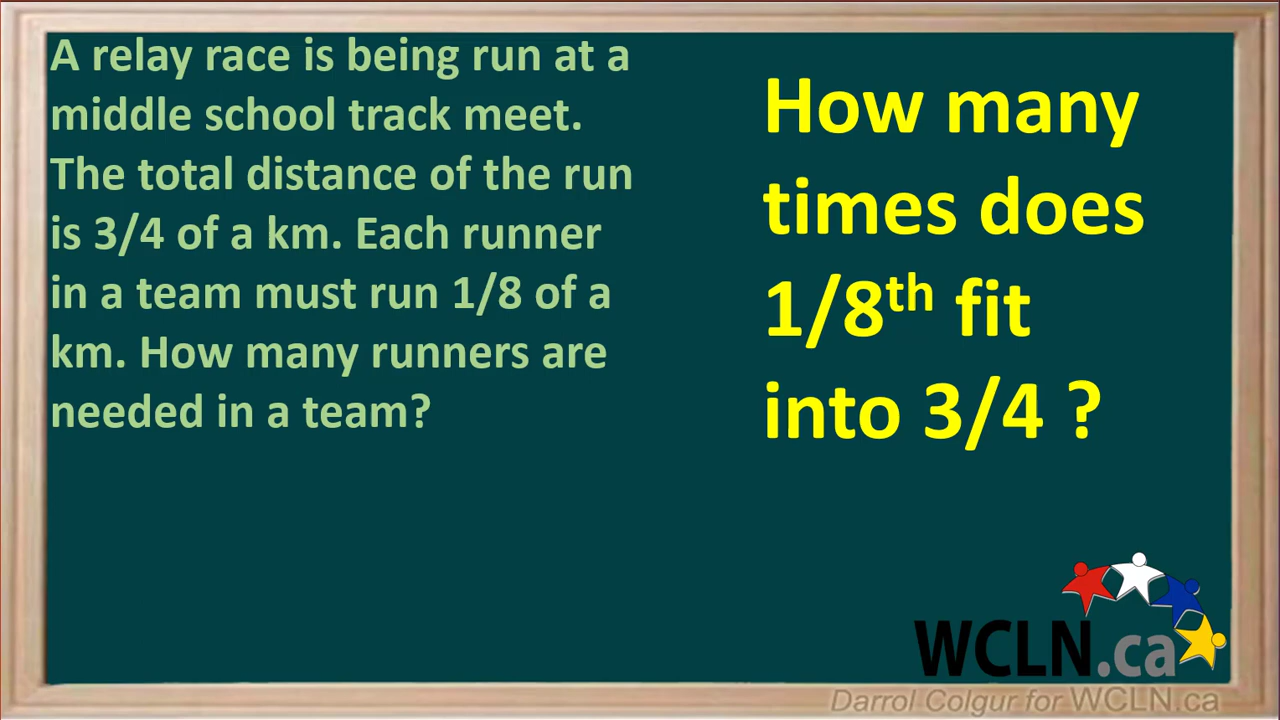 A relay race is being run at a
middle school track meet.
The total distance of the run
is 3/4 of a km. Each runner
in a team must run 1/8 of a
km. How many runners are
needed in a team?
How many
times does
1/8th fit
into 3/4 ?
WCLN.ca
Darrol Colgur for WCLN.ca